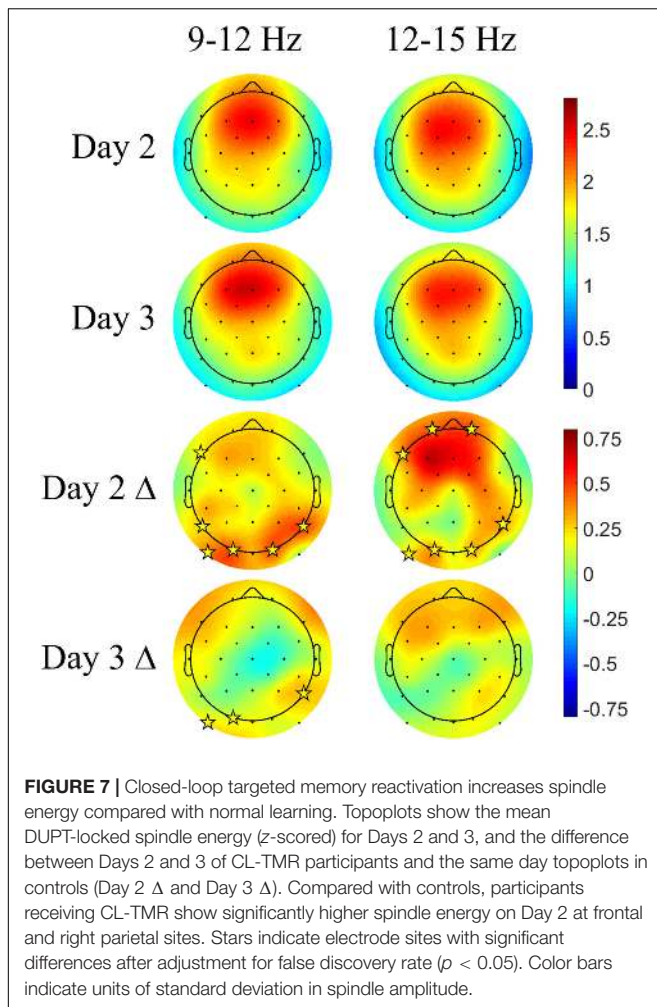 9-12 Hz 12-15 Hz
Day 2
2.5
2
1.5
1
0.5
0
Day 3
Day 2 Δ
0.75
0.5
0.25
0
-0.25
-0.5
-0.75
Day 3 Δ
FIGURE 7 | Closed-loop targeted memory reactivation increases spindle
energy compared with normal learning. Topoplots show the mean
DUPT-locked spindle energy (z-scored) for Days 2 and 3, and the difference
between Days 2 and 3 of CL-TMR participants and the same day topoplots in
controls (Day 2 Δ and Day 3 Δ). Compared with controls, participants
receiving CL-TMR show significantly higher spindle energy on Day 2 at frontal
and right parietal sites. Stars indicate electrode sites with significant
differences after adjustment for false discovery rate (p < 0.05). Color bars
indicate units of standard deviation in spindle amplitude.